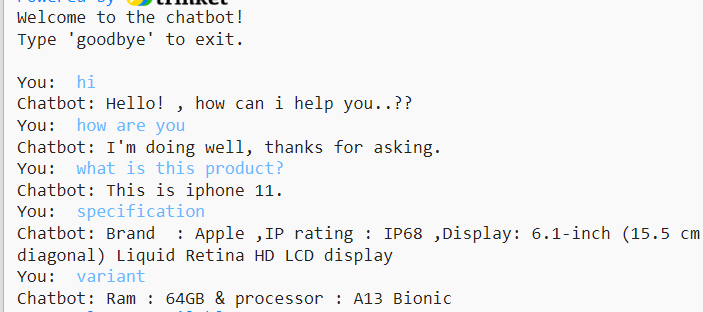 Powered by trinket
Welcome to the chatbot!
Type 'goodbye' to exit.
You: hi
Chatbot: Hello! , how can i help you..??
You: how are you
Chatbot: I'm doing well, thanks for asking.
You: what is this product?
Chatbot: This is iphone 11.
You: specification
Chatbot: Brand : Apple ,IP rating : IP68 ,Display: 6.1-inch (15.5 cm
diagonal) Liquid Retina HD LCD display
You: variant
Chatbot: Ram : 64GB & processor : A13 Bionic